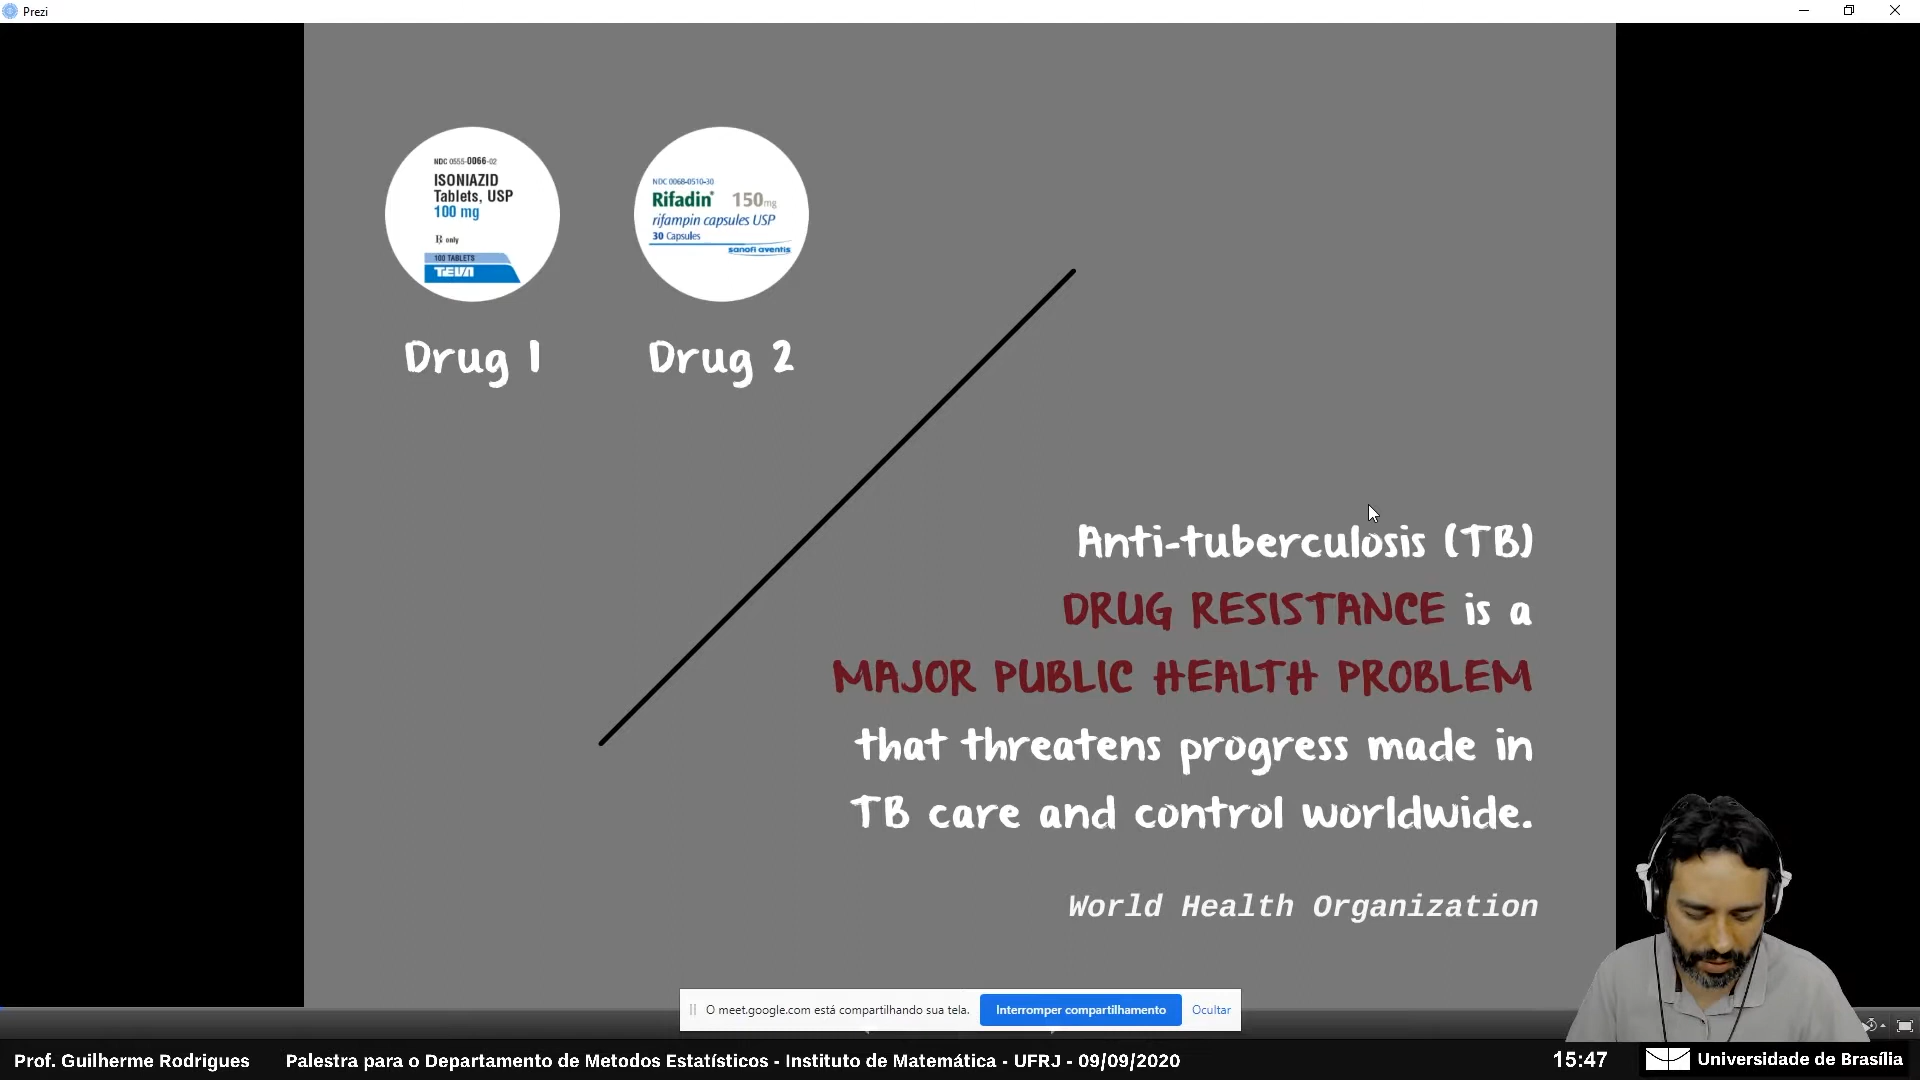 Prezi
NDC 0555-0066-02
ISONIAZID
Tablets, USP
100 mg
℞ only
100 TABLETS
TEVA
NDC 0068-0510-30
Rifadin® 150mg
rifampin capsules USP
30 Capsules
sanofi aventis
Drug 1
Drug 2
Anti-tuberculosis (TB)
DRUG RESISTANCE is a
MAJOR PUBLIC HEALTH PROBLEM
that threatens progress made in
TB care and control worldwide.
World Health Organization
O meet.google.com está compartilhando sua tela.
Interromper compartilhamento
Ocultar
Prof. Guilherme Rodrigues
Palestra para o Departamento de Metodos Estatísticos - Instituto de Matemática - UFRJ - 09/09/2020
15:47
Universidade de Brasília